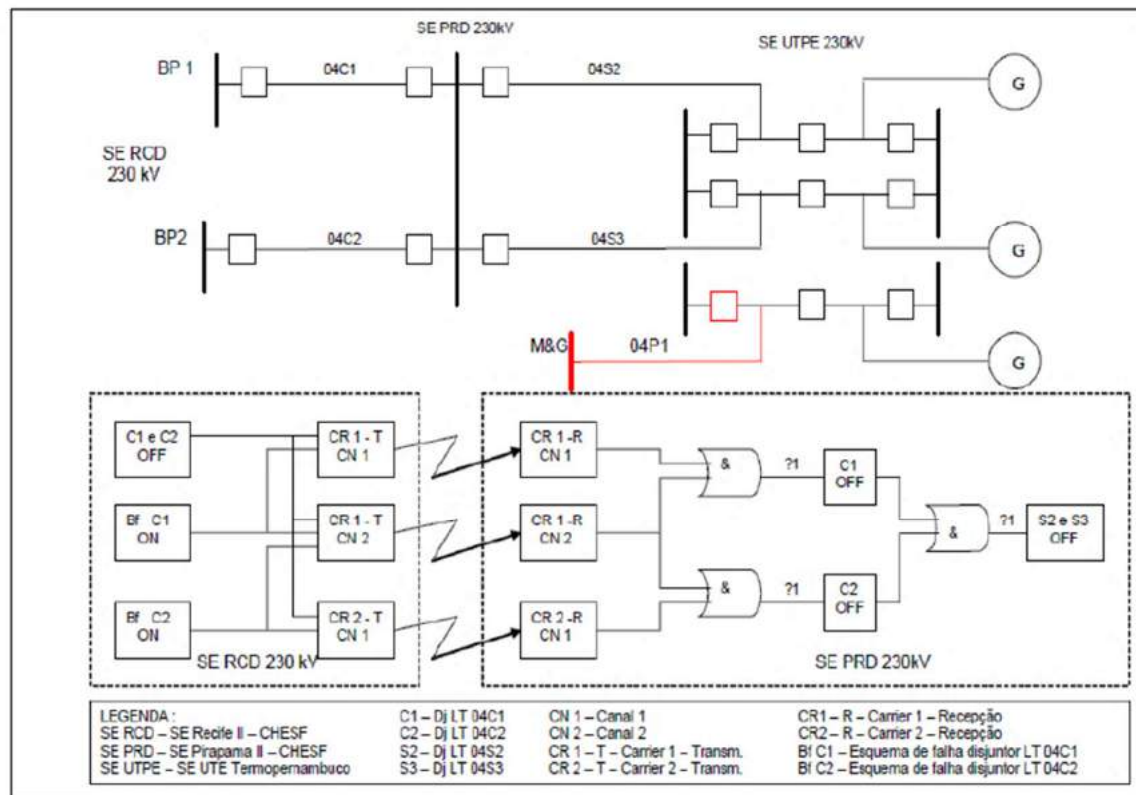 SE PRD 230kV
SE UTPE 230kV
BP 1
04C1
04S2
G
SE RCD
230 kV
BP2
04C2
04S3
G
M&G
04P1
G
C1 e C2
OFF
CR 1 - T
CN 1
CR 1 -R
CN 1
&
?1
C1
OFF
Bf C1
ON
CR 1 - T
CN 2
CR 1 -R
CN 2
&
?1
S2 e S3
OFF
Bf C2
ON
CR 2 - T
CN 1
CR 2 -R
CN 1
&
?1
C2
OFF
SE RCD 230 kV
SE PRD 230kV
LEGENDA :
SE RCD – SE Recife II – CHESF
SE PRD – SE Pirapama II – CHESF
SE UTPE – SE UTE Termopernambuco
C1 – Dj LT 04C1
C2 – Dj LT 04C2
S2 – Dj LT 04S2
S3 – Dj LT 04S3
CN 1 – Canal 1
CN 2 – Canal 2
CR 1 – T – Carrier 1 – Transm.
CR 2 – T – Carrier 2 – Transm.
CR1 – R – Carrier 1 – Recepção
CR2 – R – Carrier 2 – Recepção
Bf C1 – Esquema de falha disjuntor LT 04C1
Bf C2 – Esquema de falha disjuntor LT 04C2